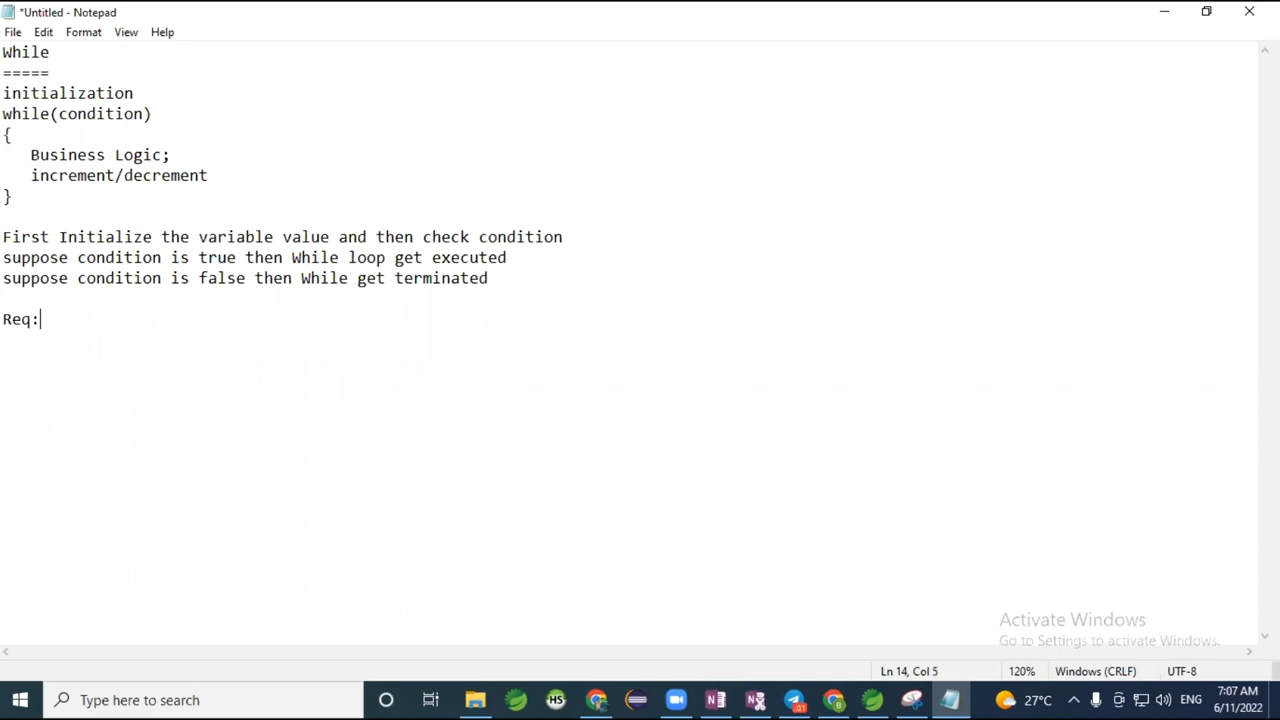 *Untitled - Notepad
File Edit Format View Help
While
=====
initialization
while(condition)
{
Business Logic;
increment/decrement
}
First Initialize the variable value and then check condition
suppose condition is true then While loop get executed
suppose condition is false then While get terminated
Req:
Activate Windows
Go to Settings to activate Windows.
Ln 14, Col 5 120% Windows (CRLF) UTF-8
Type here to search HS 01 27°C ENG 7:07 AM
6/11/2022